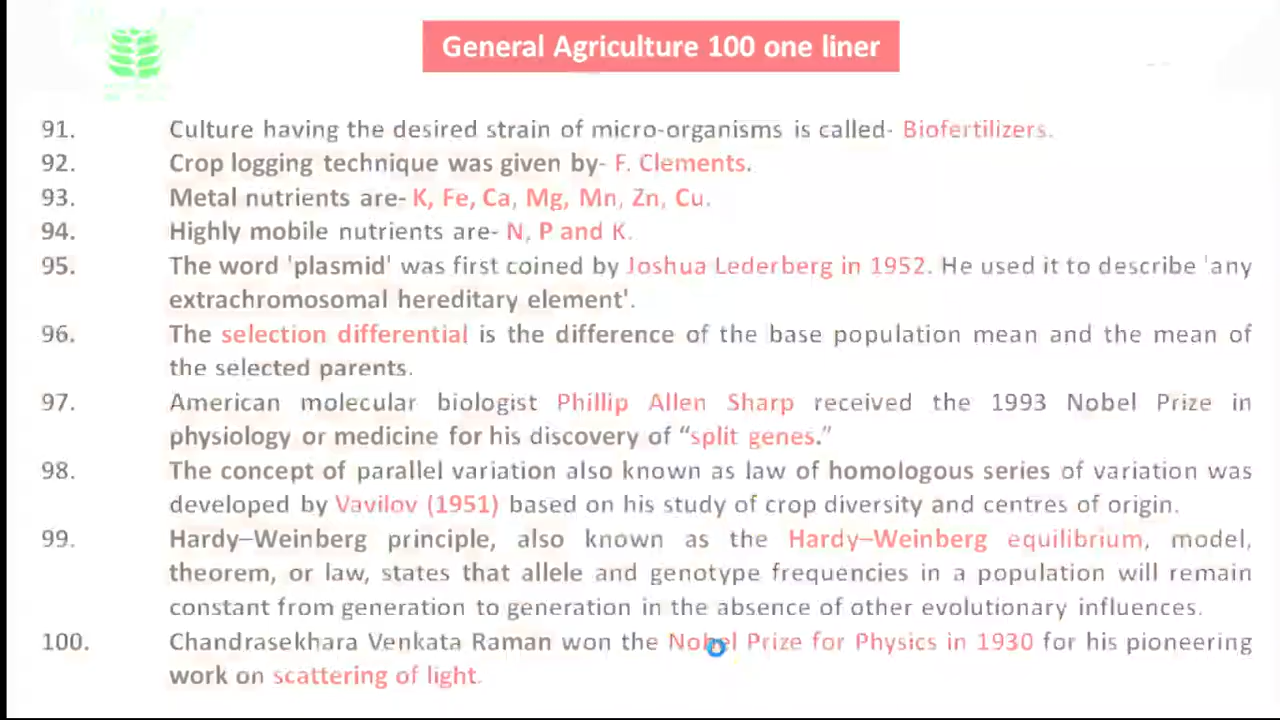 General Agriculture 100 one liner
91. Culture having the desired strain of micro-organisms is called- Biofertilizers.
92. Crop logging technique was given by- F. Clements.
93. Metal nutrients are- K, Fe, Ca, Mg, Mn, Zn, Cu.
94. Highly mobile nutrients are- N, P and K.
95. The word 'plasmid' was first coined by Joshua Lederberg in 1952. He used it to describe 'any
extrachromosomal hereditary element'.
96. The selection differential is the difference of the base population mean and the mean of
the selected parents.
97. American molecular biologist Phillip Allen Sharp received the 1993 Nobel Prize in
physiology or medicine for his discovery of “split genes.”
98. The concept of parallel variation also known as law of homologous series of variation was
developed by Vavilov (1951) based on his study of crop diversity and centres of origin.
99. Hardy–Weinberg principle, also known as the Hardy–Weinberg equilibrium, model,
theorem, or law, states that allele and genotype frequencies in a population will remain
constant from generation to generation in the absence of other evolutionary influences.
100. Chandrasekhara Venkata Raman won the Nobel Prize for Physics in 1930 for his pioneering
work on scattering of light.